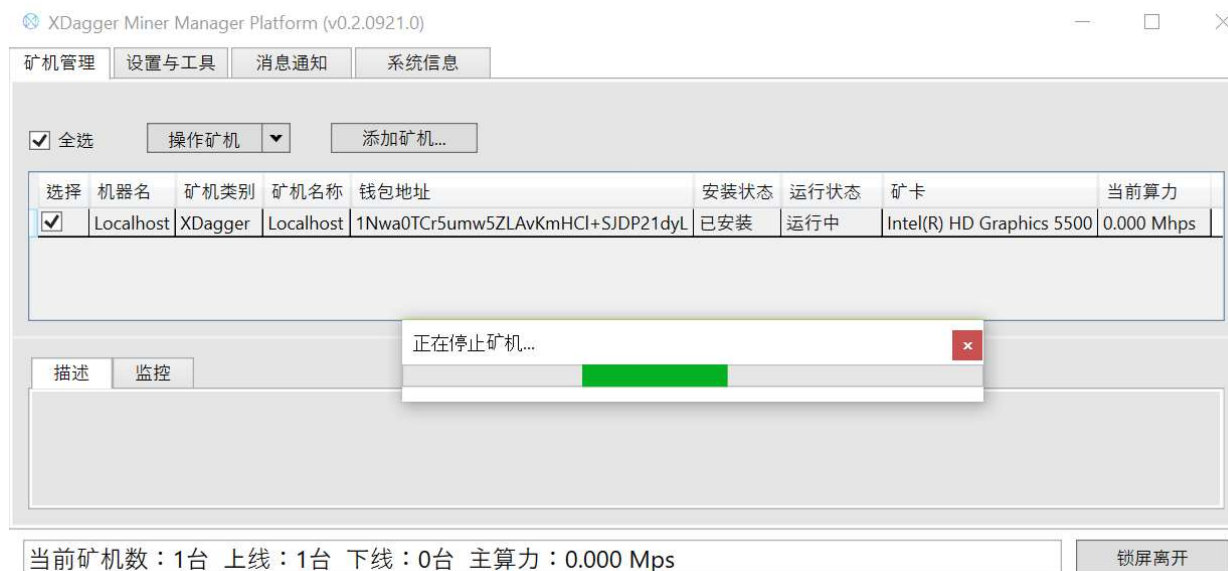 XDagger Miner Manager Platform (v0.2.0921.0)
矿机管理 设置与工具 消息通知 系统信息
全选 操作矿机 添加矿机...
选择 机器名 矿机类别 矿机名称 钱包地址 安装状态 运行状态 矿卡 当前算力
Localhost XDagger Localhost 1Nwa0TCr5umw5ZLAvKmHCl+SJDP21dyL 已安装 运行中 Intel(R) HD Graphics 5500 0.000 Mhps
正在停止矿机...
描述 监控
当前矿机数：1台 上线：1台 下线：0台 主算力：0.000 Mps
锁屏离开